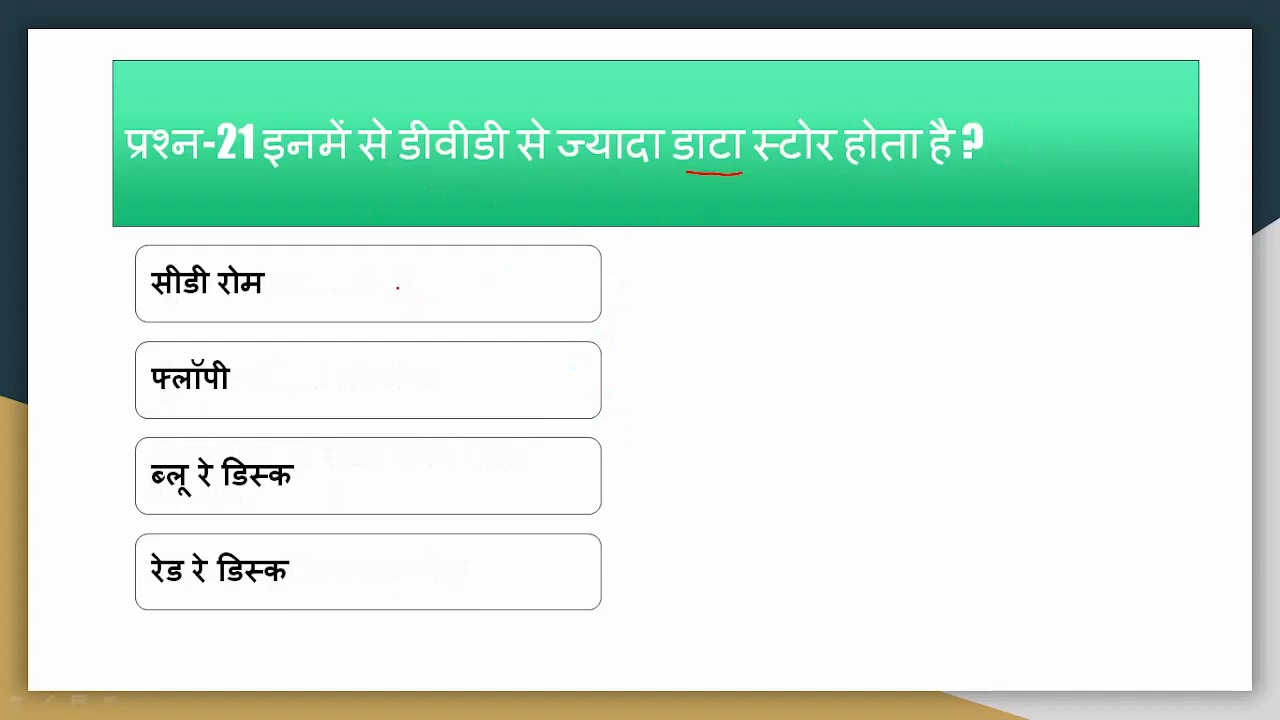 प्रश्न-21 इनमें से डीवीडी से ज्यादा डाटा स्टोर होता है ?
सीडी रोम
फ्लॉपी
ब्लू रे डिस्क
रेड रे डिस्क